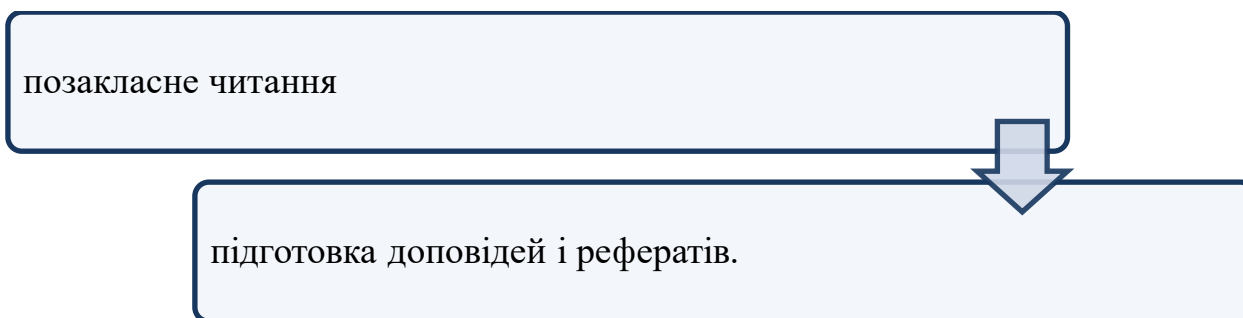 позакласне читання
підготовка доповідей і рефератів.